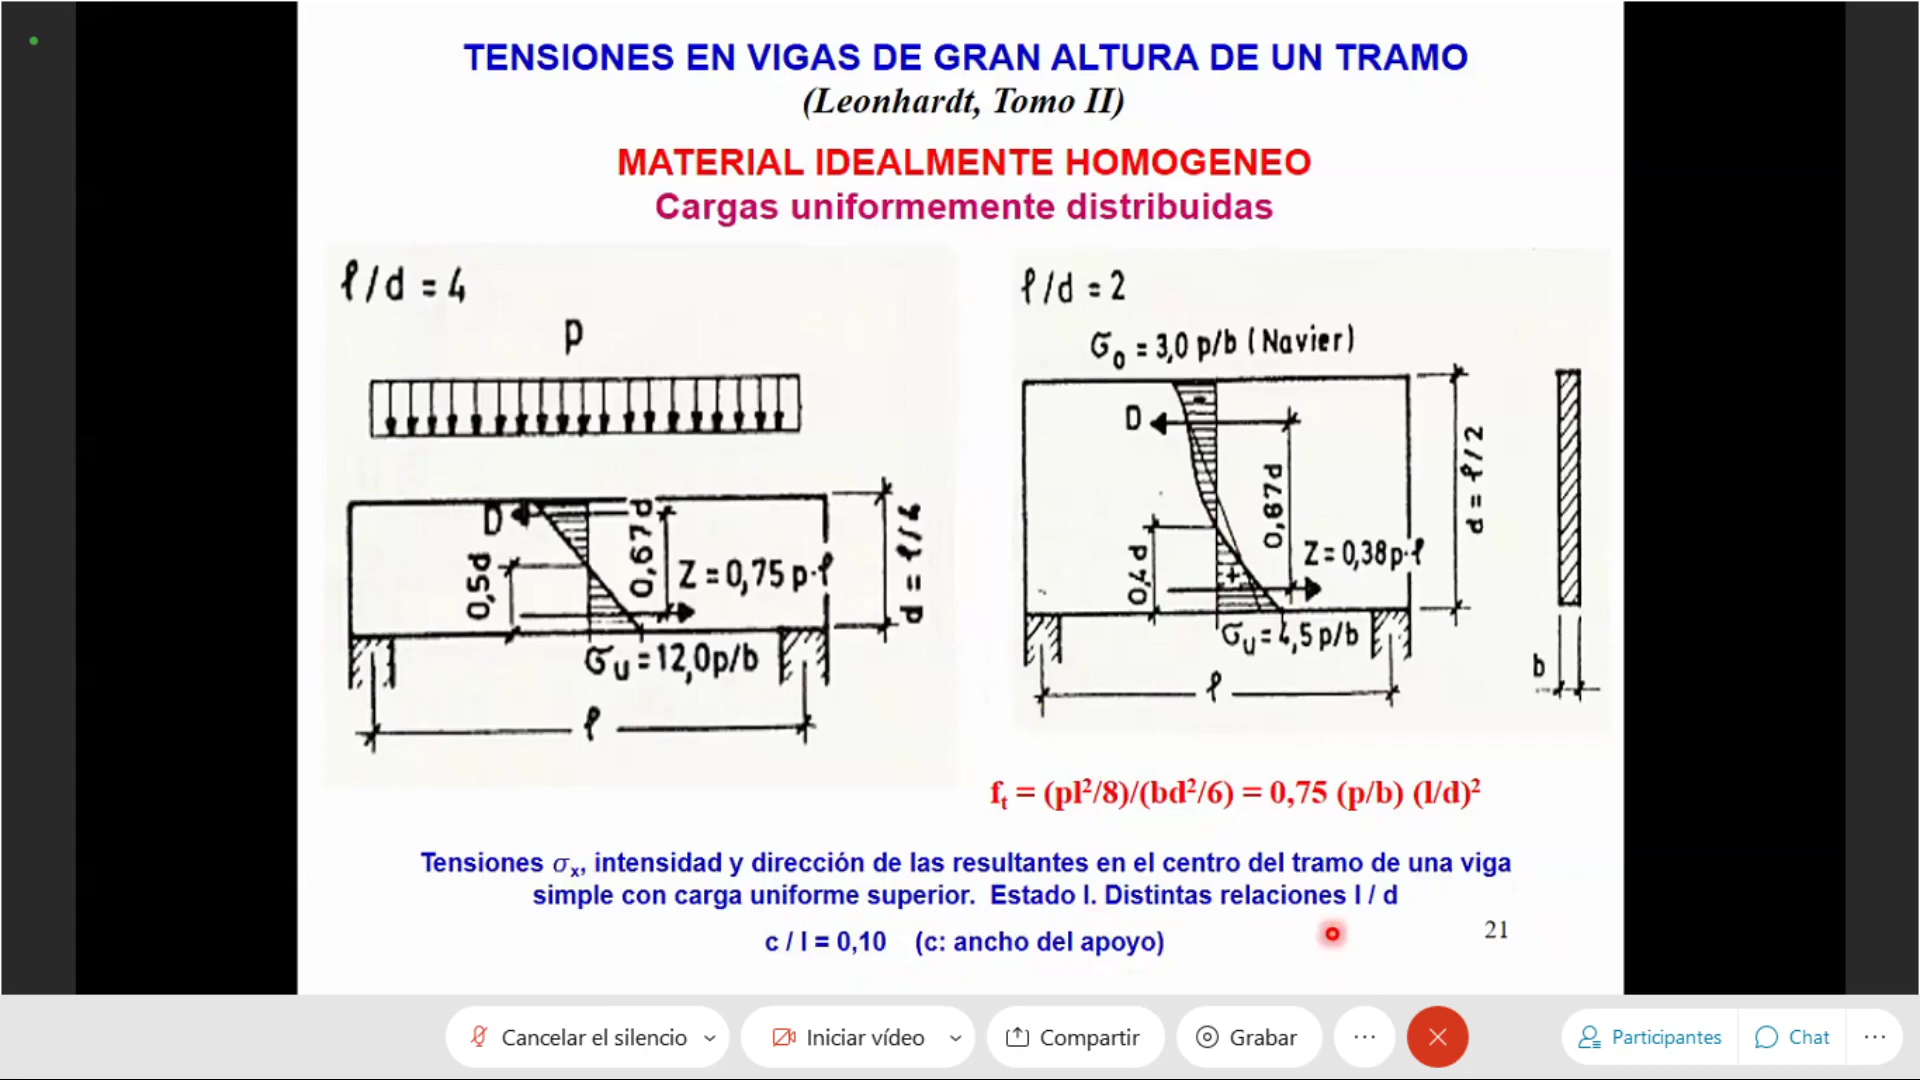 TENSIONES EN VIGAS DE GRAN ALTURA DE UN TRAMO
(Leonhardt, Tomo II)
MATERIAL IDEALMENTE HOMOGENEO
Cargas uniformemente distribuidas
ℓ/d = 4
p
D
0,5d
0,67d
Z = 0,75 p·ℓ
d = ℓ/4
σu = 12,0 p/b
ℓ
ℓ/d = 2
σo = 3,0 p/b (Navier)
D
0,67d
0,4d
Z = 0,38 p·ℓ
d = ℓ/2
σu = 4,5 p/b
ℓ
b
ft = (pl²/8)/(bd²/6) = 0,75 (p/b) (l/d)²
Tensiones σx, intensidad y dirección de las resultantes en el centro del tramo de una viga
simple con carga uniforme superior. Estado I. Distintas relaciones l / d
c / l = 0,10 (c: ancho del apoyo)
21
Cancelar el silencio
Iniciar vídeo
Compartir
Grabar
Participantes
Chat